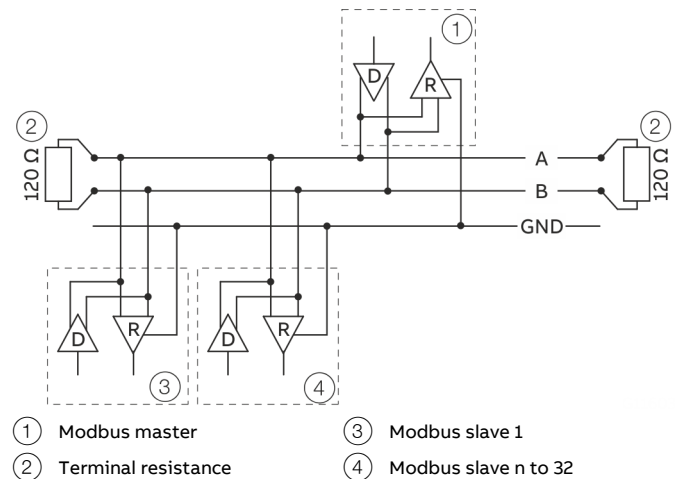 1
D
R
2
120 Ω
2
120 Ω
A
B
GND
D
R
3
D
R
4
1 Modbus master
3 Modbus slave 1
2 Terminal resistance
4 Modbus slave n to 32